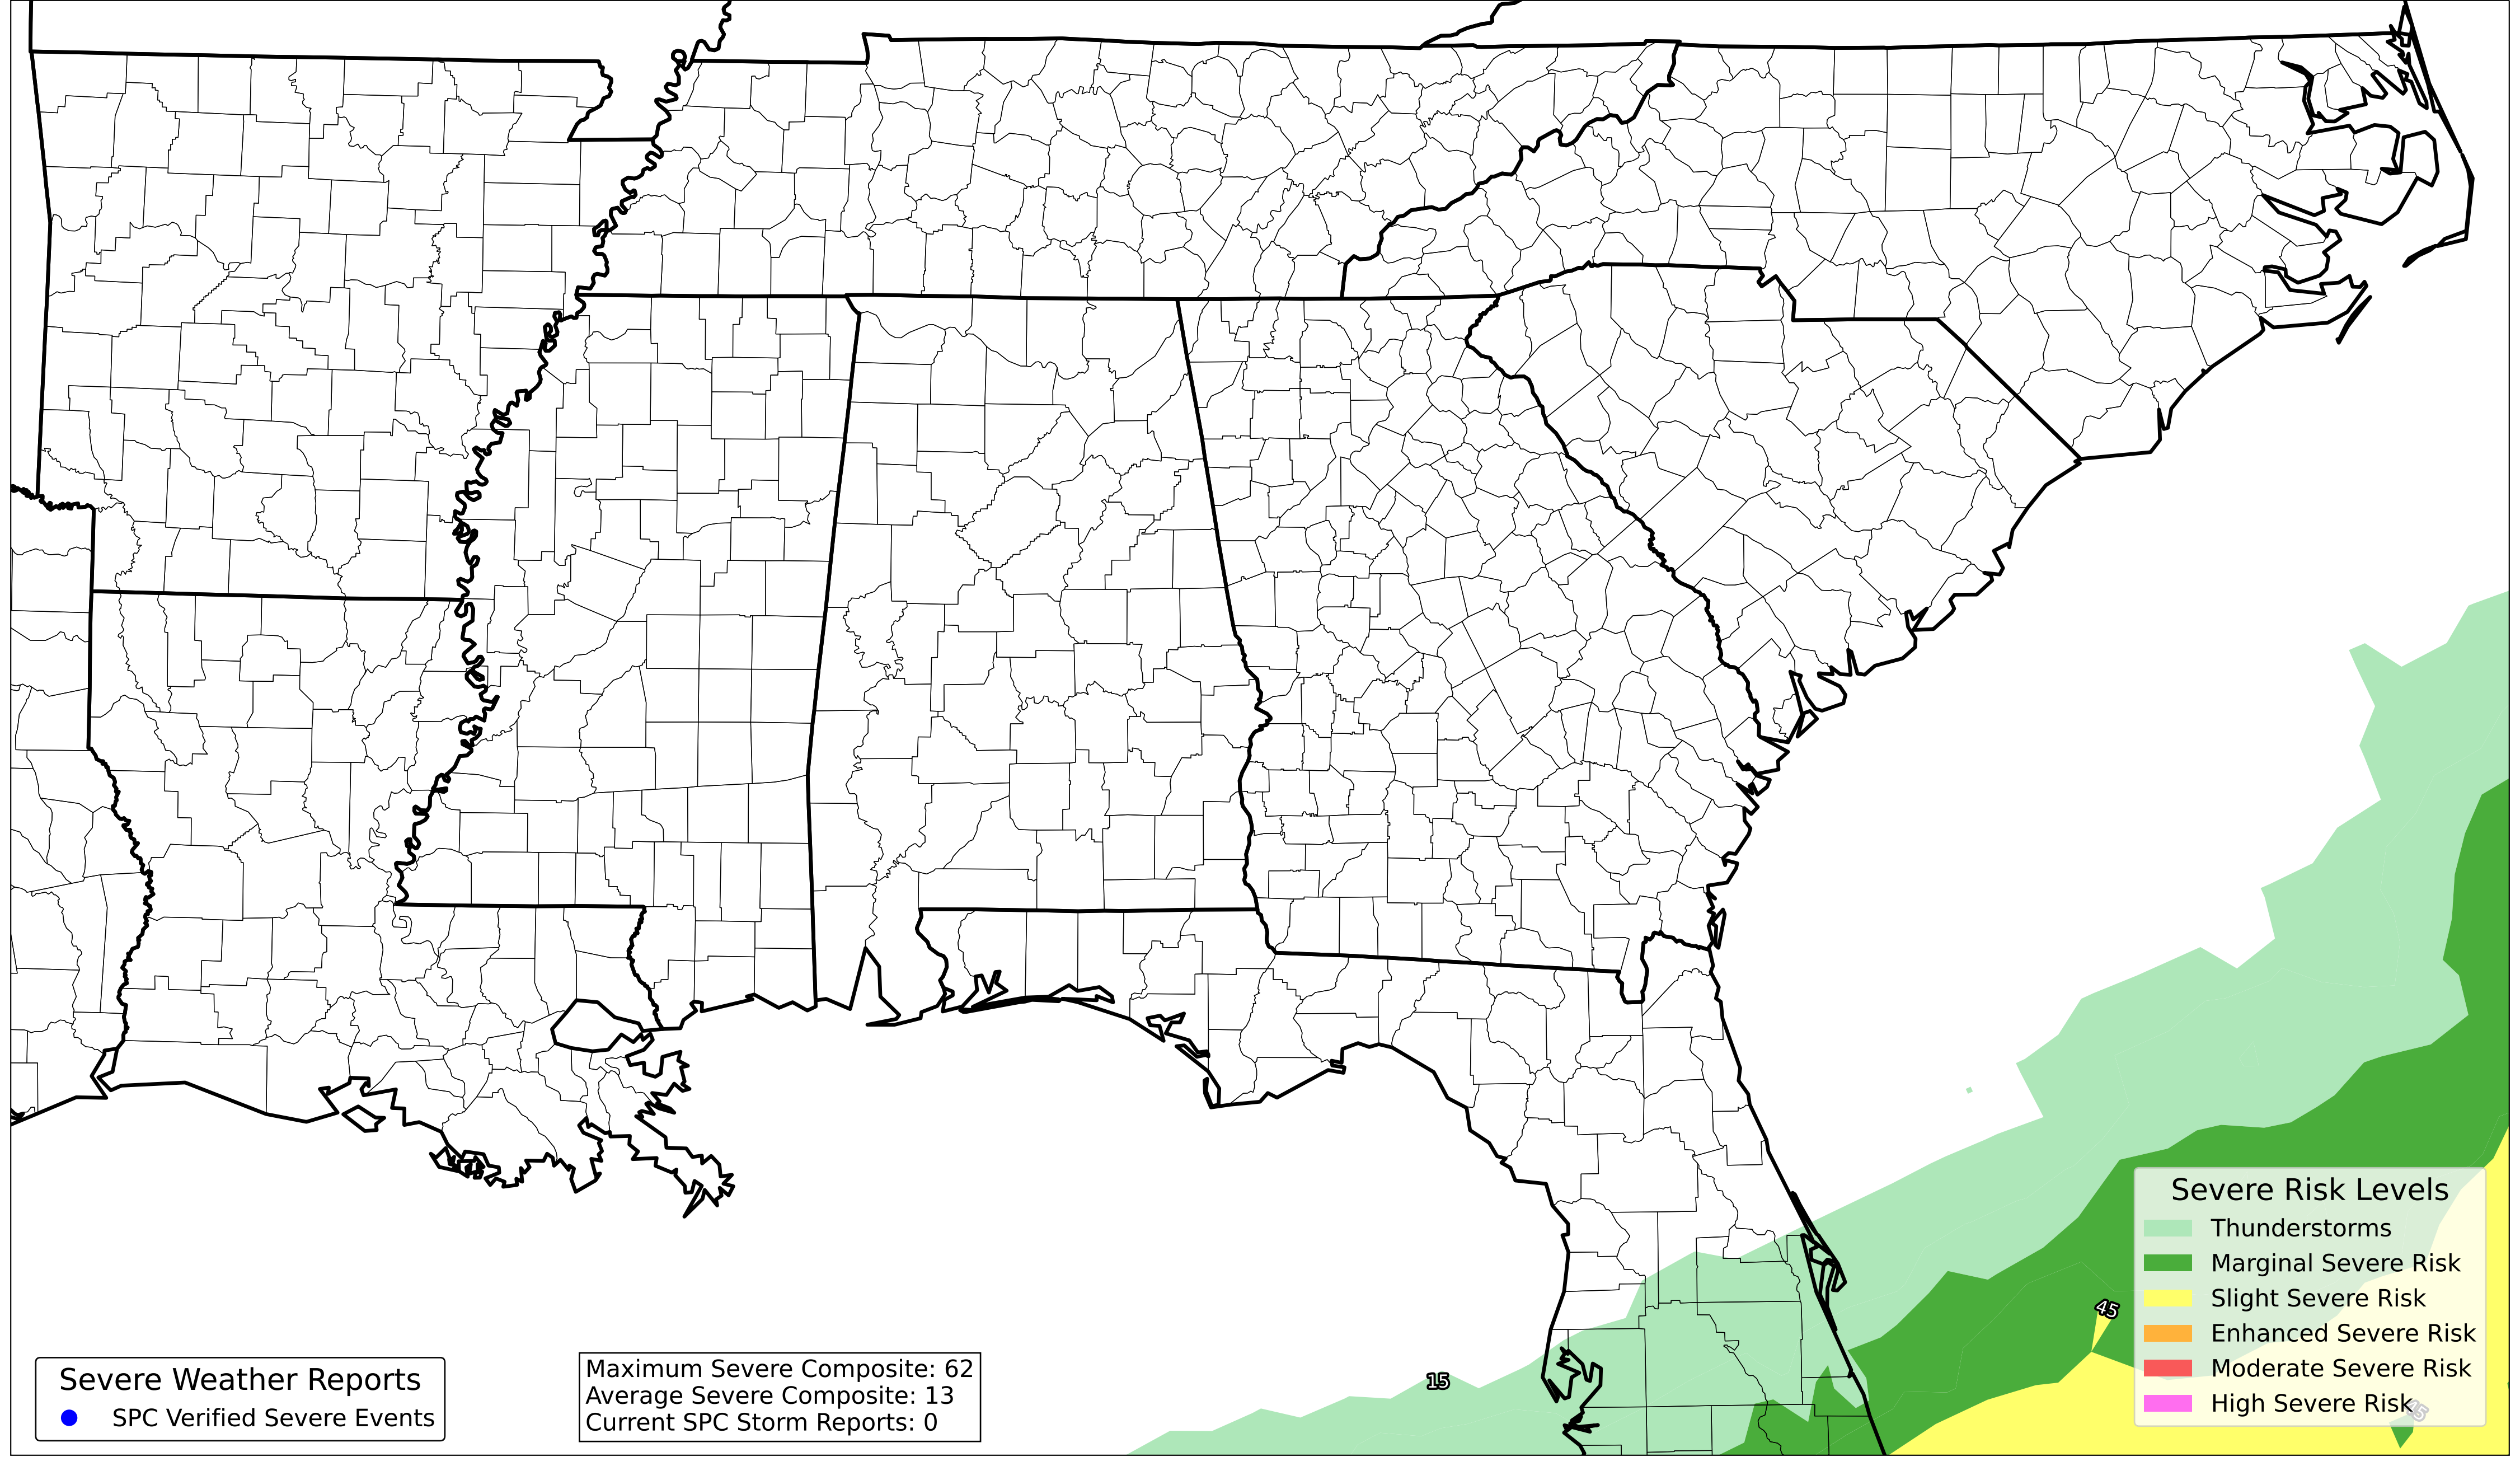 15
45
Severe Risk Levels
Thunderstorms
Marginal Severe Risk
Slight Severe Risk
Enhanced Severe Risk
Moderate Severe Risk
High Severe Risk
45
Severe Weather Reports
SPC Verified Severe Events
Maximum Severe Composite: 62
Average Severe Composite: 13
Current SPC Storm Reports: 0